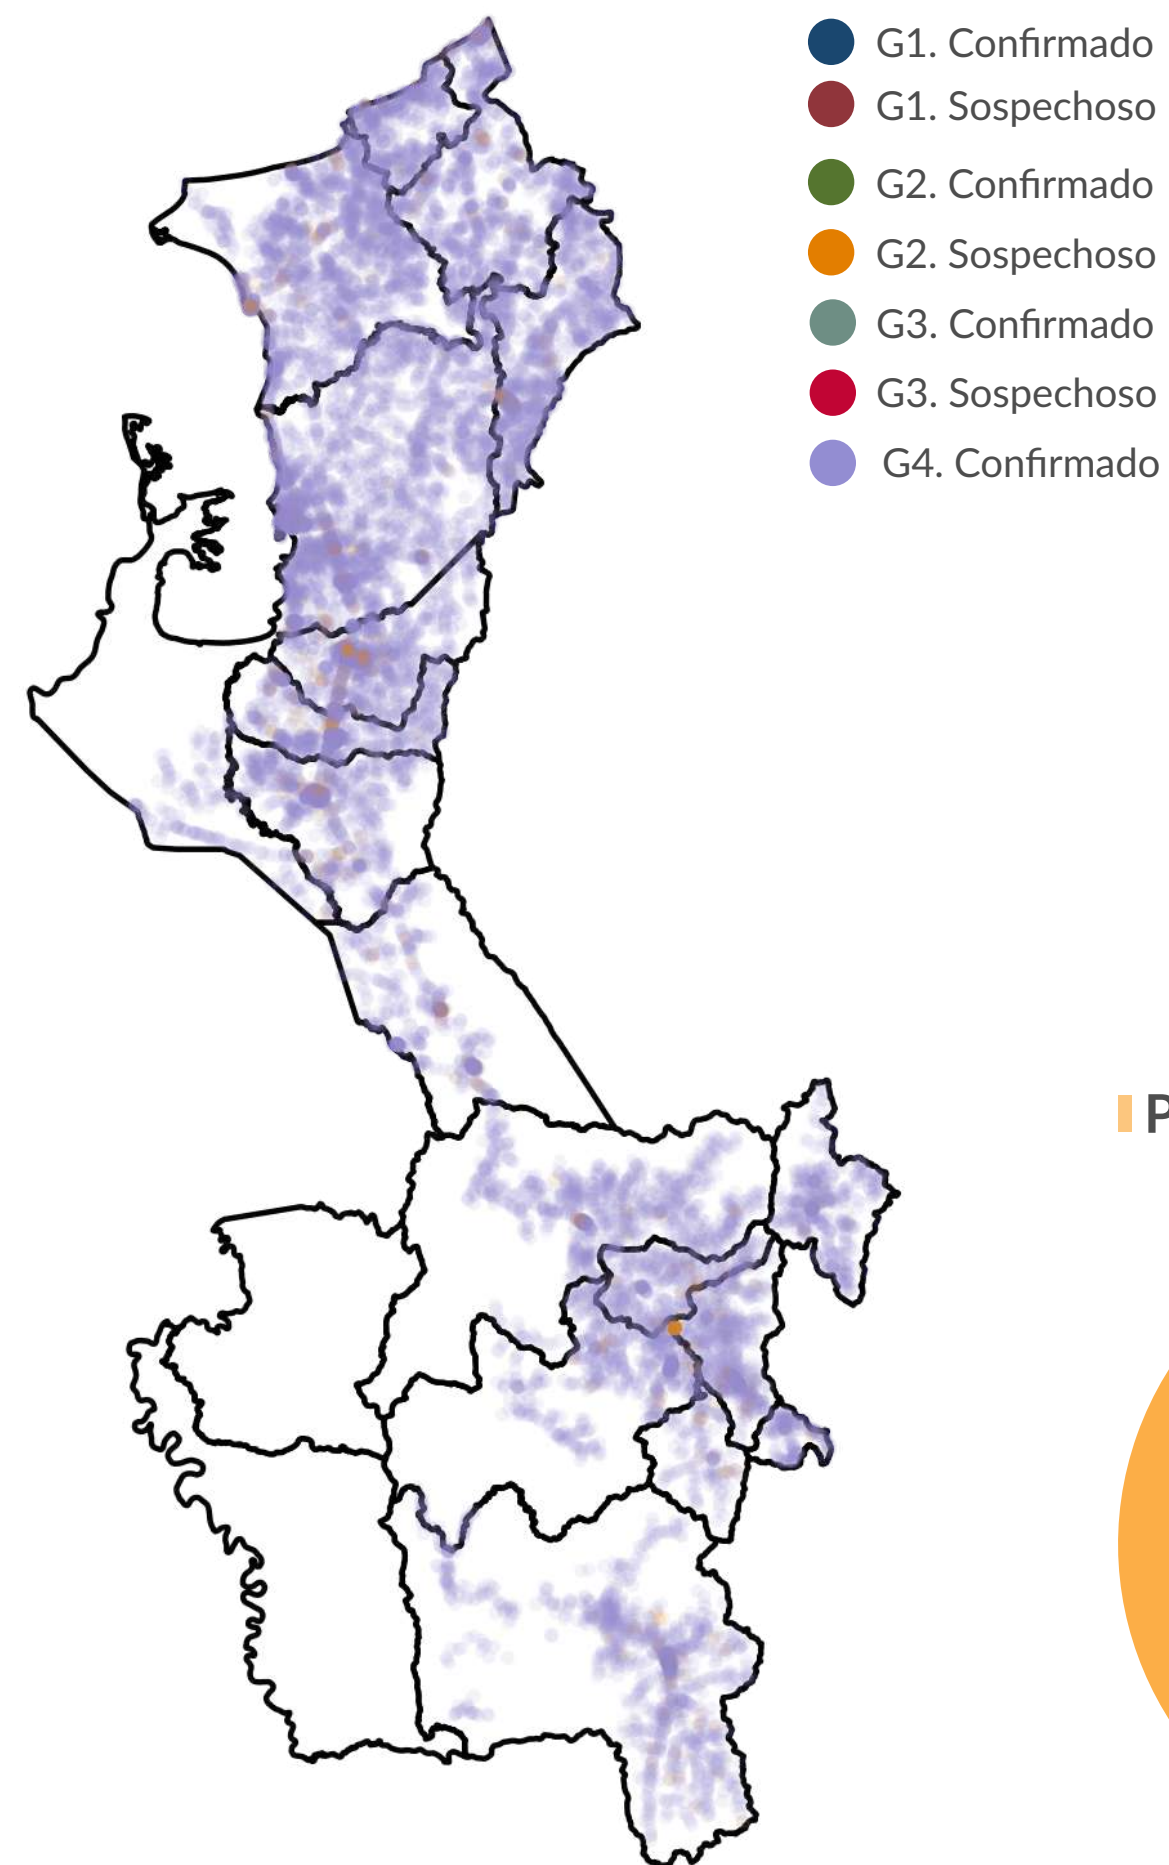 G1. Confirmado
G1. Sospechoso
G2. Confirmado
G2. Sospechoso
G3. Confirmado
G3. Sospechoso
G4. Confirmado
P